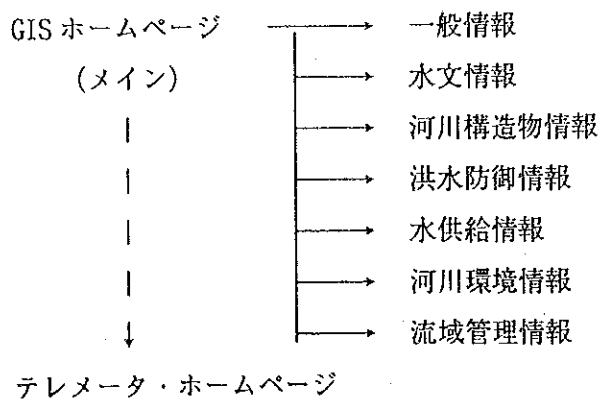 GIS ホームページ
(メイン)
一般情報
水文情報
河川構造物情報
洪水防御情報
水供給情報
河川環境情報
流域管理情報
テレメータ・ホームページ